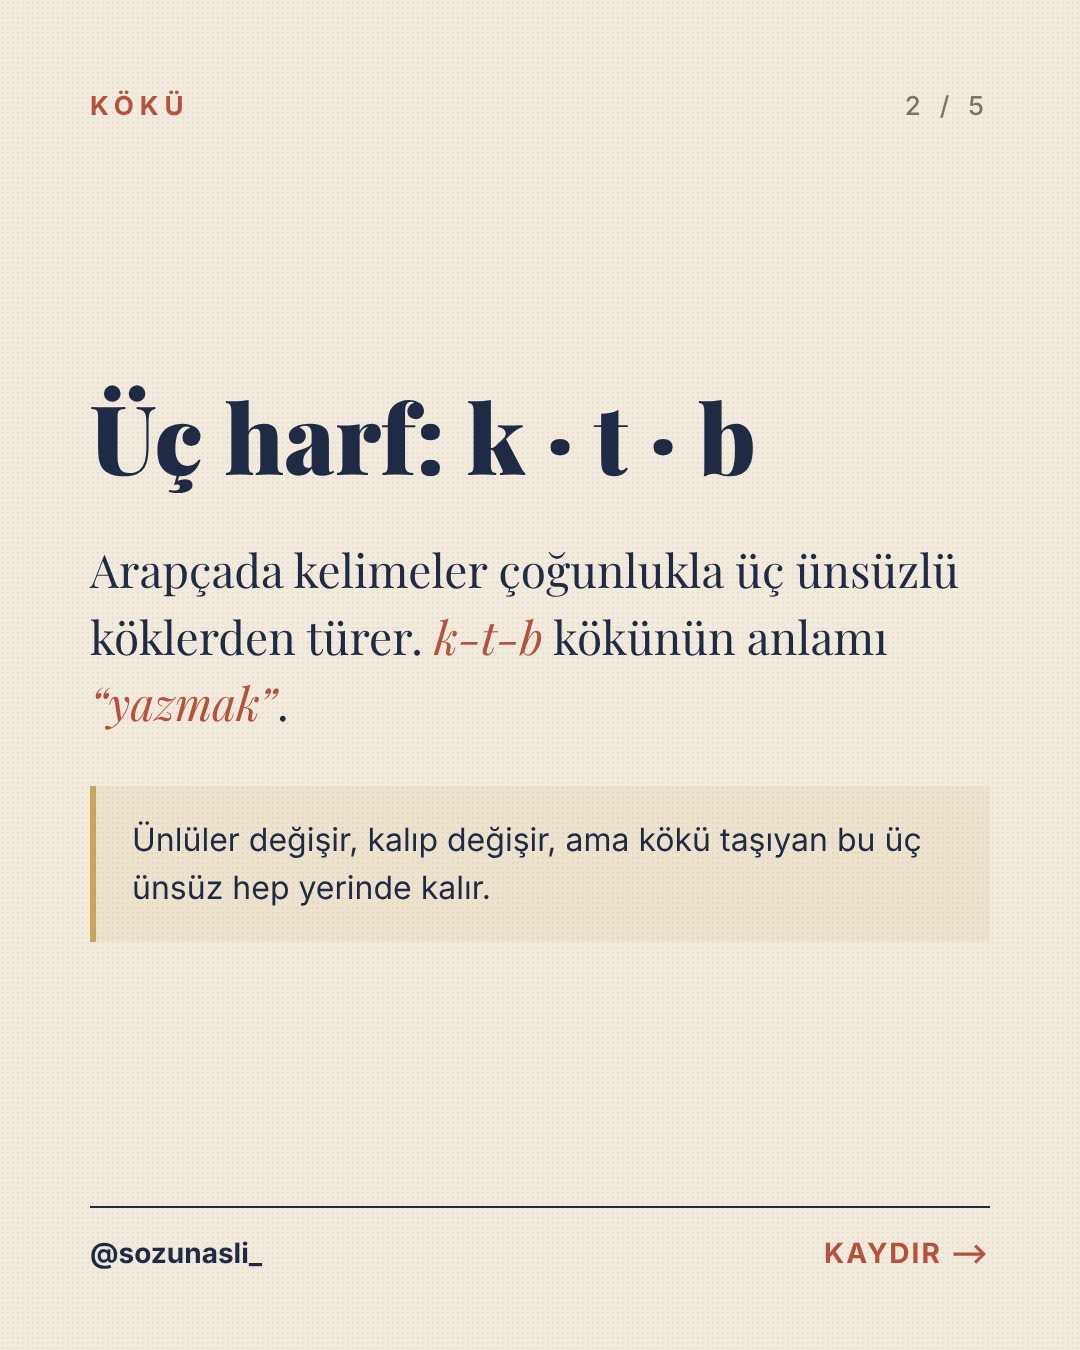 KÖKÜ
2 / 5
Üç harf: k · t · b
Arapçada kelimeler çoğunlukla üç ünsüzlü
köklerden türer. k-t-b kökünün anlamı
“yazmak”.
Ünlüler değişir, kalıp değişir, ama kökü taşıyan bu üç
ünsüz hep yerinde kalır.
@sozunasli_
KAYDIR →